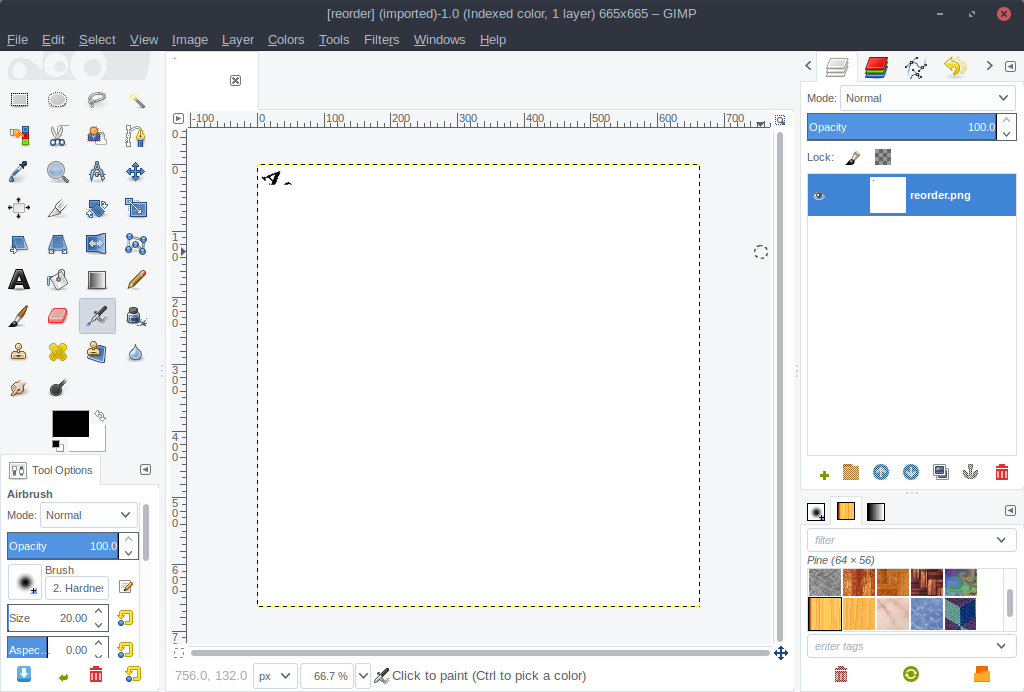 [reorder] (imported)-1.0 (Indexed color, 1 layer) 665x665 – GIMP
File Edit Select View Image Layer Colors Tools Filters Windows Help
-100 0 100 200 300 400 500 600 700
0
0
100
200
300
400
500
600
7
Mode: Normal
Opacity 100.0
Lock:
reorder.png
Tool Options
Airbrush
Mode: Normal
Opacity 100.0
Brush
2. Hardne
Size 20.00
Aspec... 0.00
756.0, 132.0 px 66.7 % Click to paint (Ctrl to pick a color)
filter
Pine (64 × 56)
enter tags